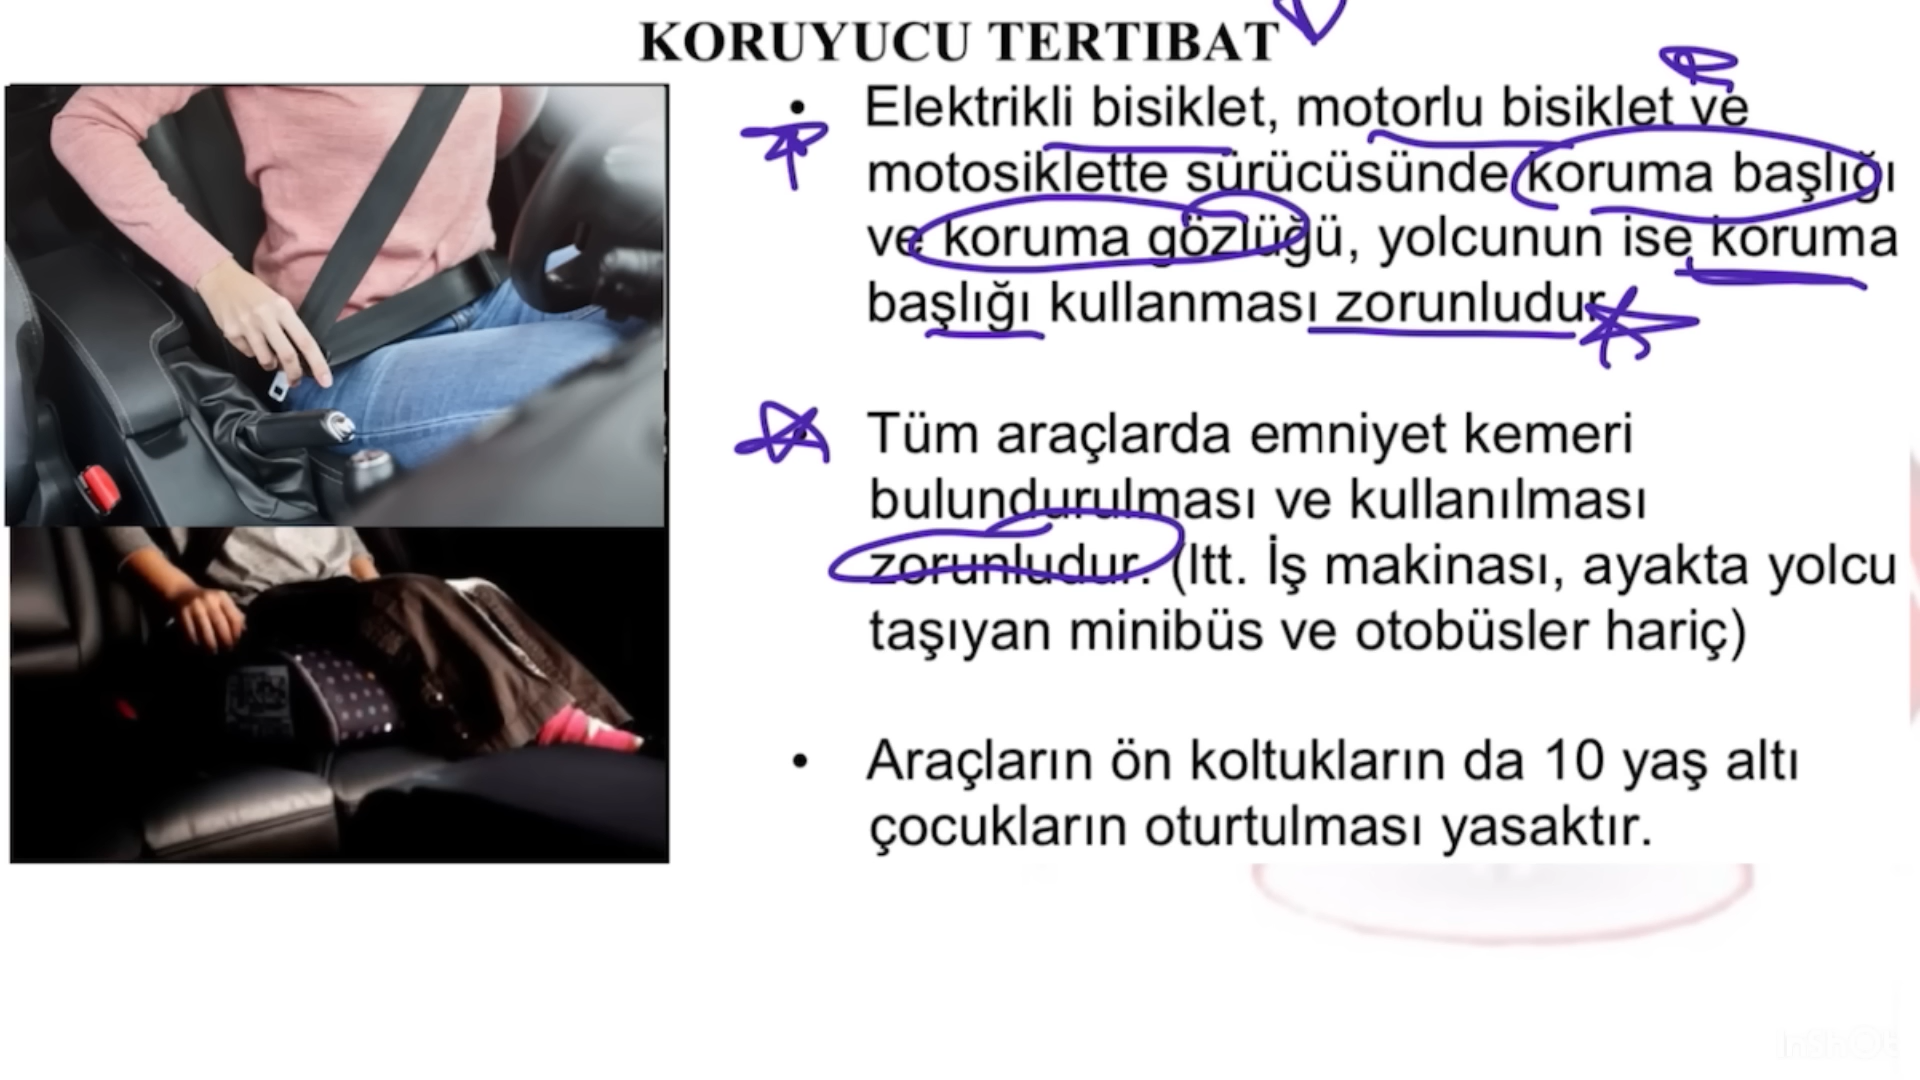 KORUYUCU TERTIBAT
• Elektrikli bisiklet, motorlu bisiklet ve
motosiklette sürücüsünde koruma başlığı
ve koruma gözlüğü, yolcunun ise koruma
başlığı kullanması zorunludur.
Tüm araçlarda emniyet kemeri
bulundurulması ve kullanılması
zorunludur. (Itt. İş makinası, ayakta yolcu
taşıyan minibüs ve otobüsler hariç)
• Araçların ön koltukların da 10 yaş altı
çocukların oturtulması yasaktır.
InShOt